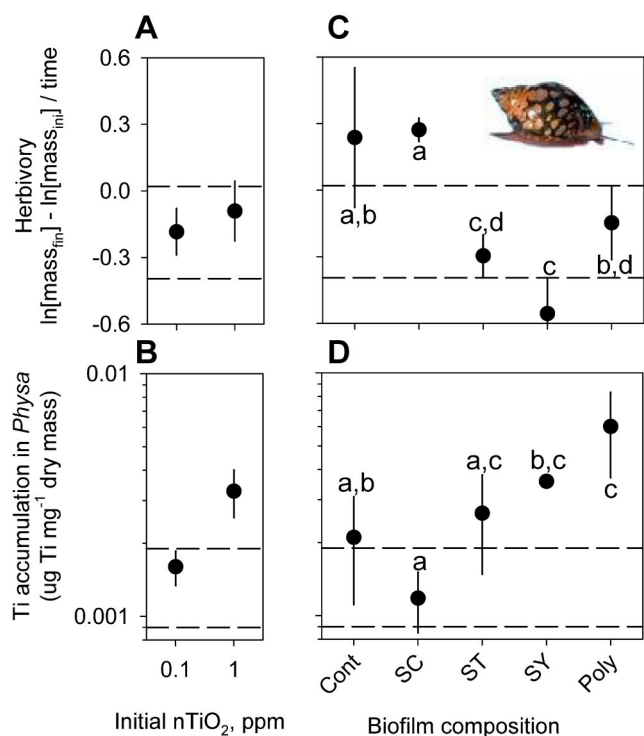 A
C
0.6
0.3
0.0
-0.3
-0.6
Herbivory
ln[mass_fin] - ln[mass_ini] / time
a,b
a
c,d
c
b,d
B
D
0.01
0.001
Ti accumulation in Physa
(ug Ti mg⁻¹ dry mass)
a,b
a
a,c
b,c
c
0.1
1
Cont
SC
ST
SY
Poly
Initial nTiO₂, ppm
Biofilm composition